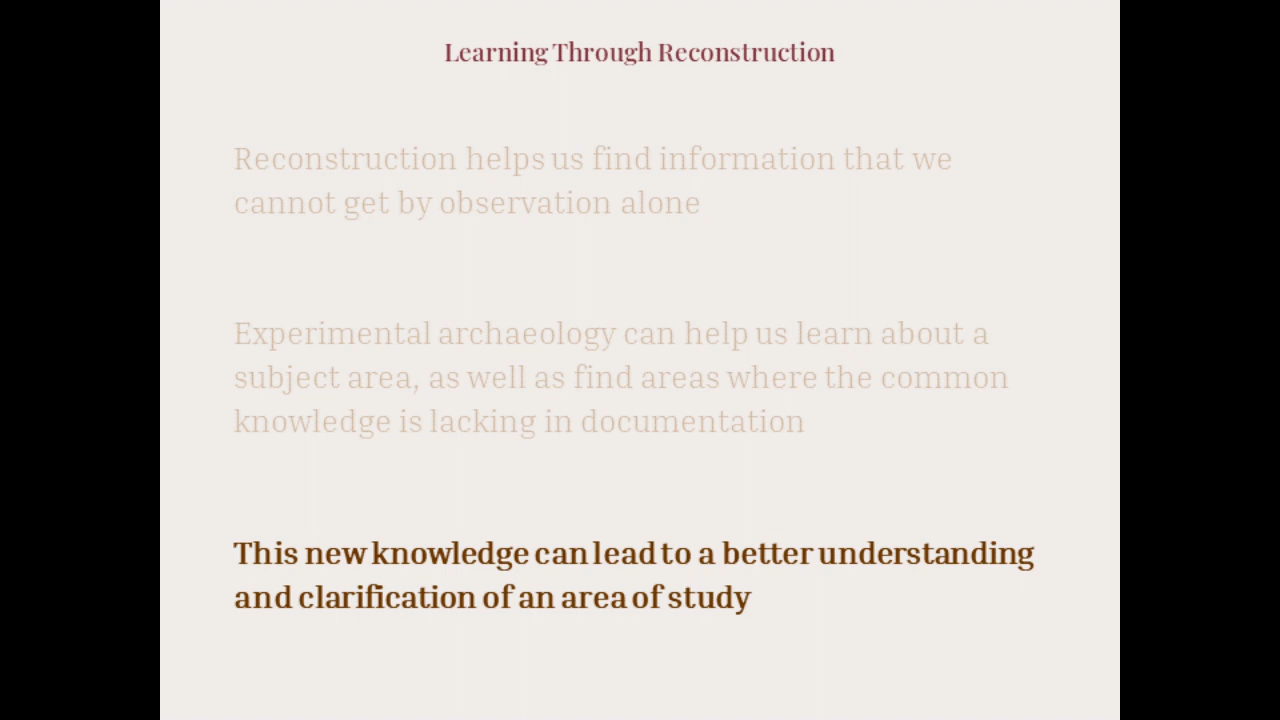 Learning Through Reconstruction
Reconstruction helps us find information that we
cannot get by observation alone
Experimental archaeology can help us learn about a
subject area, as well as find areas where the common
knowledge is lacking in documentation
This new knowledge can lead to a better understanding
and clarification of an area of study